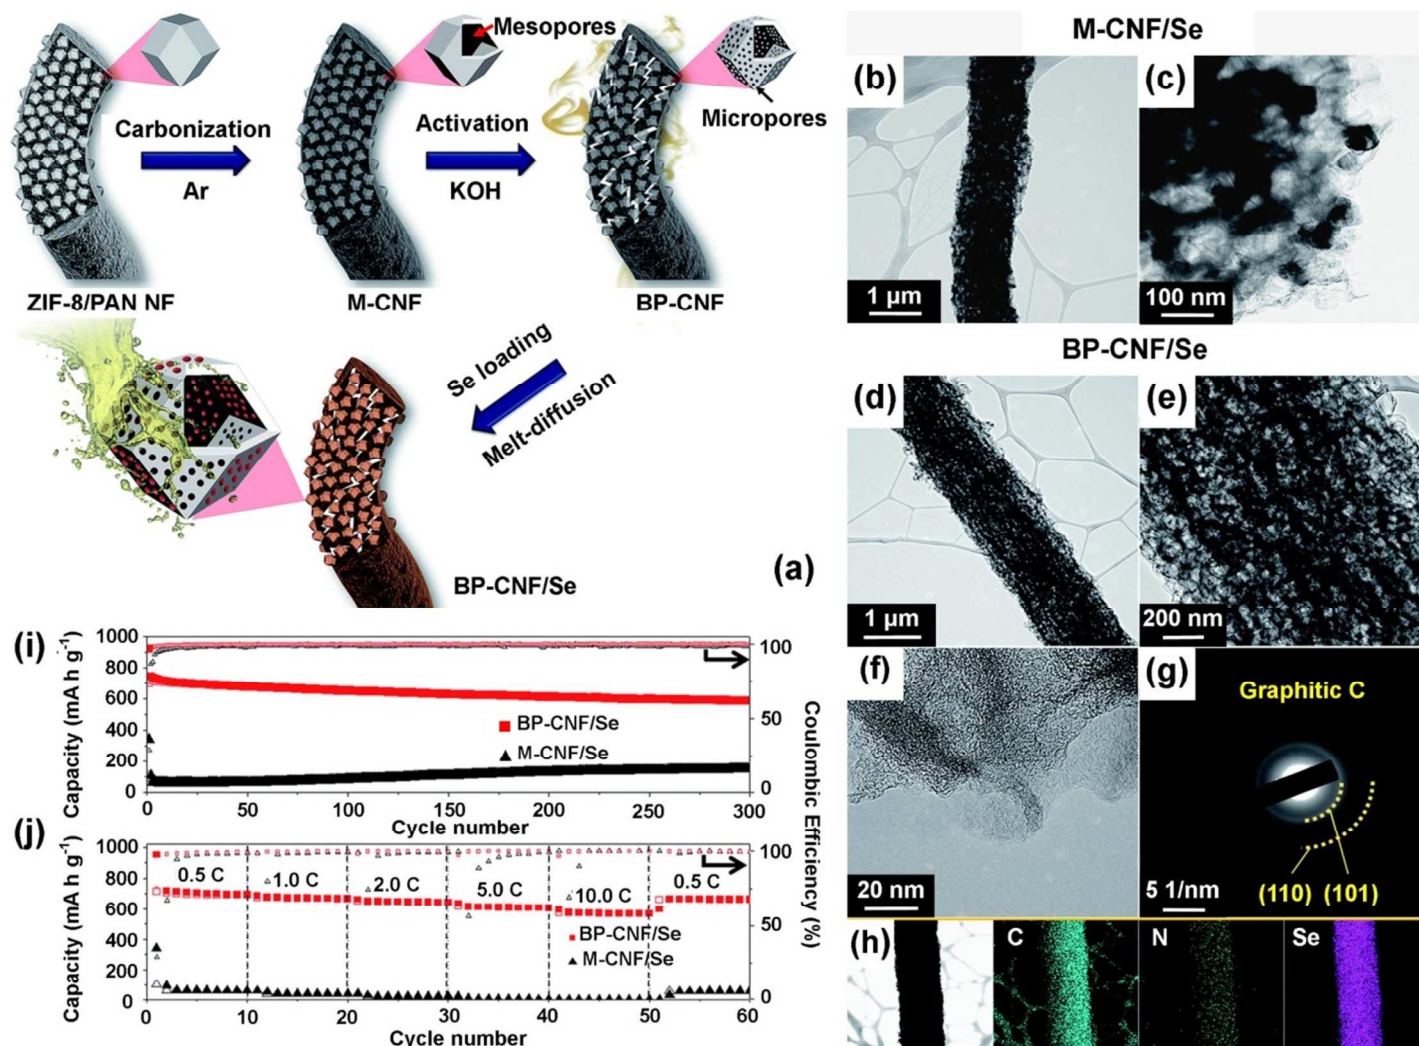 Mesopores
Micropores
Carbonization
Ar
Activation
KOH
ZIF-8/PAN NF
M-CNF
BP-CNF
Se loading
Melt-diffusion
BP-CNF/Se
(a)
M-CNF/Se
(b)
(c)
1 μm
100 nm
BP-CNF/Se
(d)
(e)
1 μm
200 nm
(f)
(g)
Graphitic C
20 nm
5 1/nm
(110) (101)
(h)
C
N
Se
(i)
1000
800
600
400
200
0
Capacity (mA h g⁻¹)
BP-CNF/Se
M-CNF/Se
100
50
0
Coulombic Efficiency (%)
0 50 100 150 200 250 300
Cycle number
(j)
1000
800
600
400
200
0
Capacity (mA h g⁻¹)
0.5 C 1.0 C 2.0 C 5.0 C 10.0 C 0.5 C
BP-CNF/Se
M-CNF/Se
100
50
0
0 10 20 30 40 50 60
Cycle number